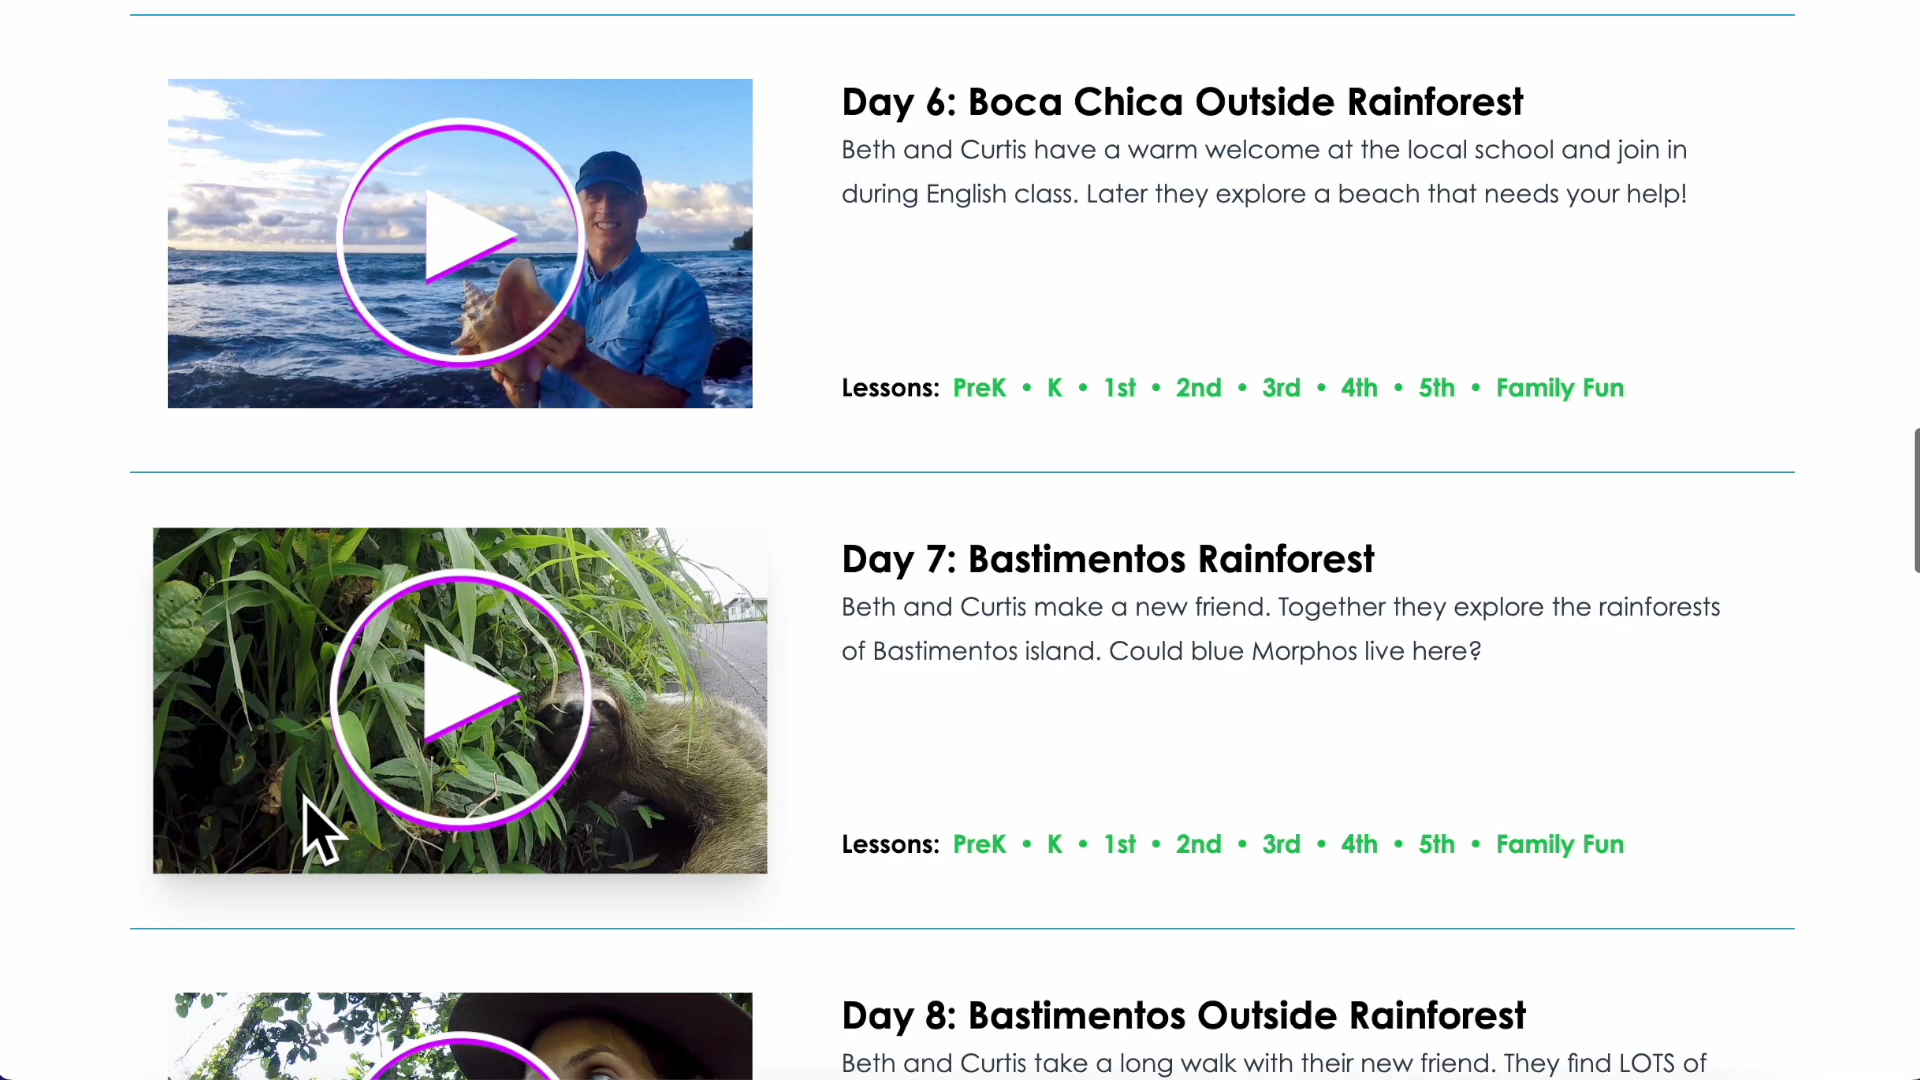 Day 6: Boca Chica Outside Rainforest
Beth and Curtis have a warm welcome at the local school and join in
during English class. Later they explore a beach that needs your help!
Lessons: PreK • K • 1st • 2nd • 3rd • 4th • 5th • Family Fun
Day 7: Bastimentos Rainforest
Beth and Curtis make a new friend. Together they explore the rainforests
of Bastimentos island. Could blue Morphos live here?
Lessons: PreK • K • 1st • 2nd • 3rd • 4th • 5th • Family Fun
Day 8: Bastimentos Outside Rainforest
Beth and Curtis take a long walk with their new friend. They find LOTS of